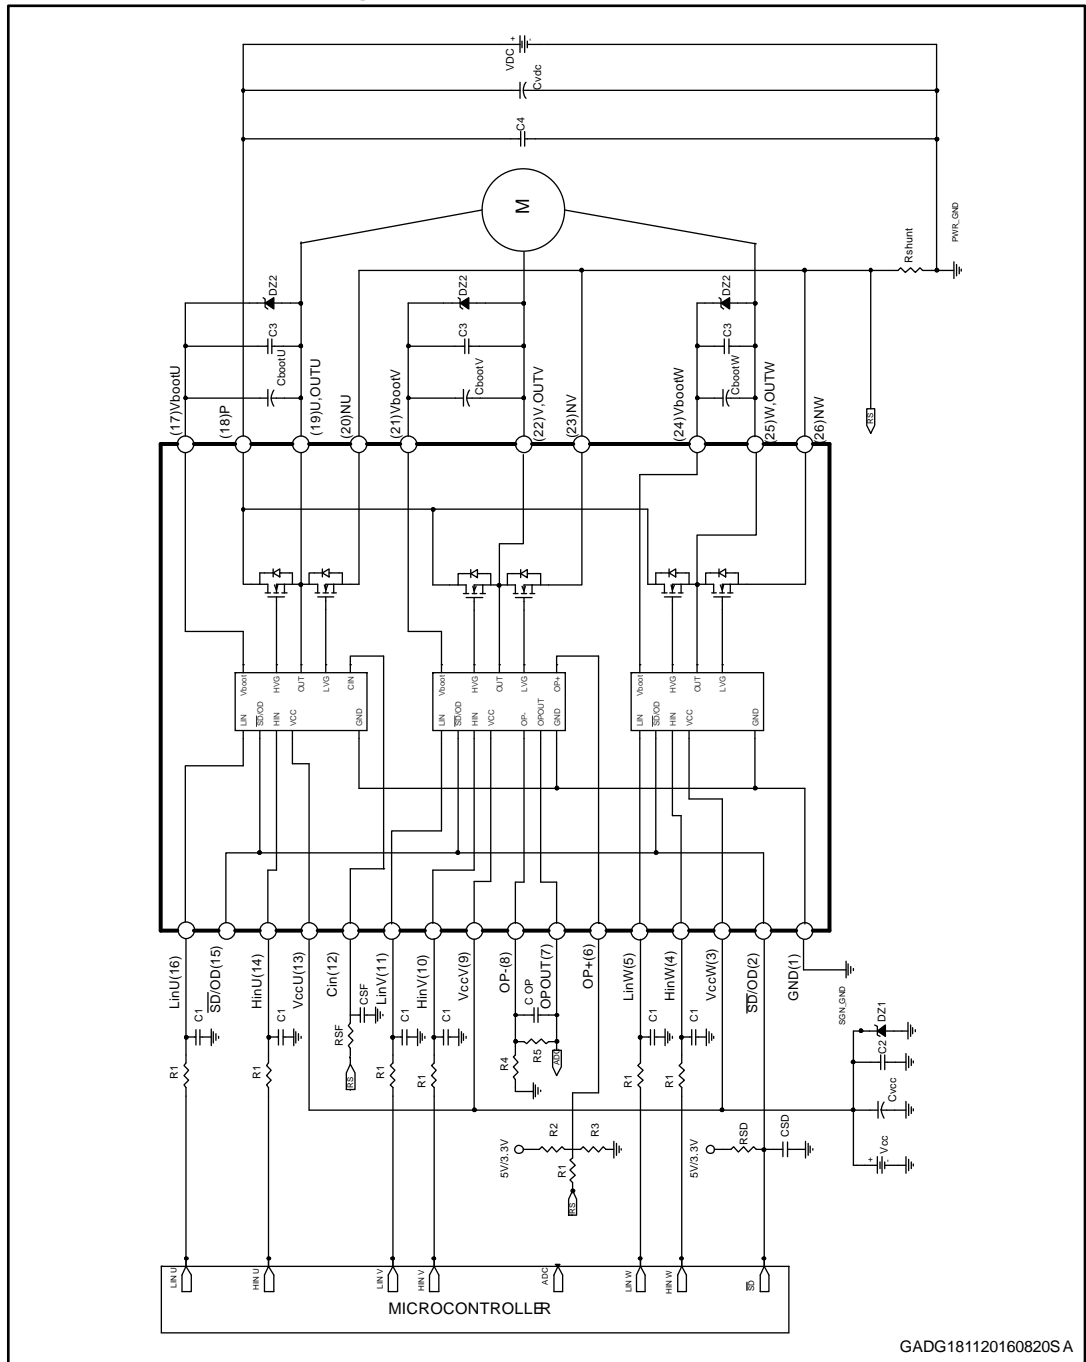 VDC
+
-
Cvdc
C4
M
Rshunt
PWR_GND
DZ2
C3
CbootU
DZ2
C3
CbootV
DZ2
C3
CbootW
RS
(17)VbootU
(18)P
(19)U,OUTU
(20)NU
(21)VbootV
(22)V,OUTV
(23)NV
(24)VbootW
(25)W,OUTW
(26)NW
Vboot
HVG
OUT
LVG
CIN
LIN
SD/OD
HIN
VCC
GND
Vboot
HVG
OUT
LVG
OP+
LIN
SD/OD
HIN
VCC
OP-
OPOUT
GND
Vboot
HVG
OUT
LVG
LIN
SD/OD
HIN
VCC
GND
LinU(16)
SD/OD(15)
HinU(14)
VccU(13)
Cin(12)
LinV(11)
HinV(10)
VccV(9)
OP-(8)
OPOUT(7)
OP+(6)
LinW(5)
HinW(4)
VccW(3)
SD/OD(2)
GND(1)
SGN_GND
C1
R1
C1
R1
CSF
RSF
RS
C1
R1
C1
R1
C OP
R4
R5
ADC
C1
R1
C1
R1
DZ1
C2
Cvcc
Vcc
+
-
5V/3.3V
R2
R3
R1
RS
5V/3.3V
RSD
CSD
LIN U
HIN U
LIN V
HIN V
ADC
LIN W
HIN W
SD
MICROCONTROLLER
GADG181120160820SA